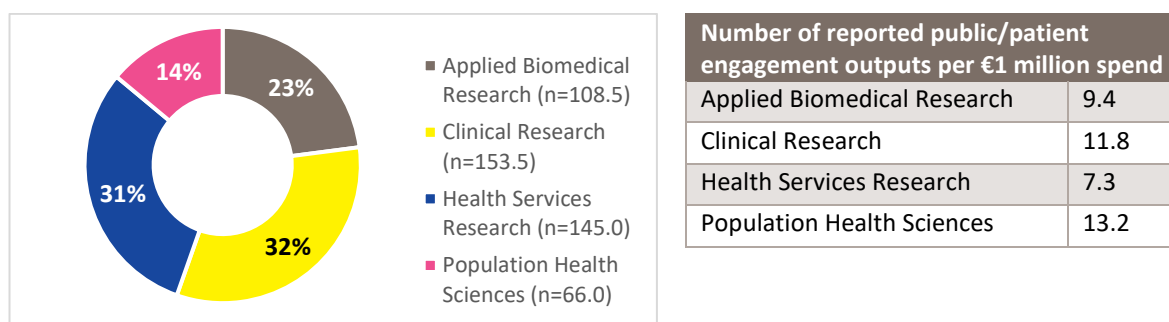 14%
23%
31%
32%
Applied Biomedical
Research (n=108.5)
Clinical Research
(n=153.5)
Health Services
Research (n=145.0)
Population Health
Sciences (n=66.0)
Number of reported public/patient
engagement outputs per €1 million spend
Applied Biomedical Research 9.4
Clinical Research 11.8
Health Services Research 7.3
Population Health Sciences 13.2